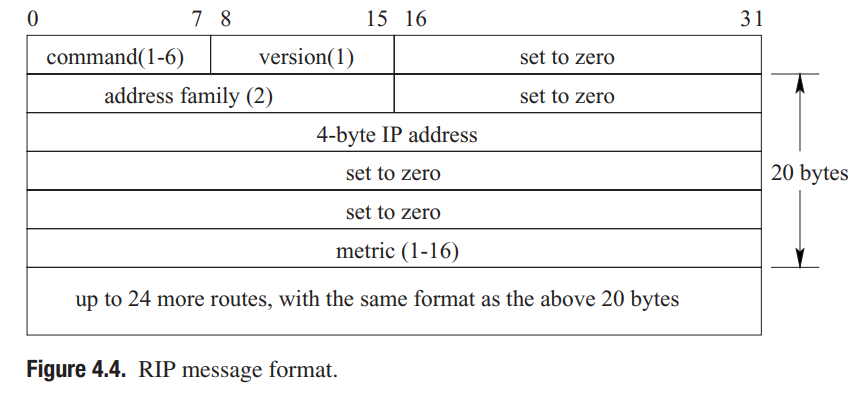 0 7 8 15 16 31
command(1-6) version(1) set to zero
address family (2) set to zero
4-byte IP address
set to zero
20 bytes
set to zero
metric (1-16)
up to 24 more routes, with the same format as the above 20 bytes
Figure 4.4. RIP message format.